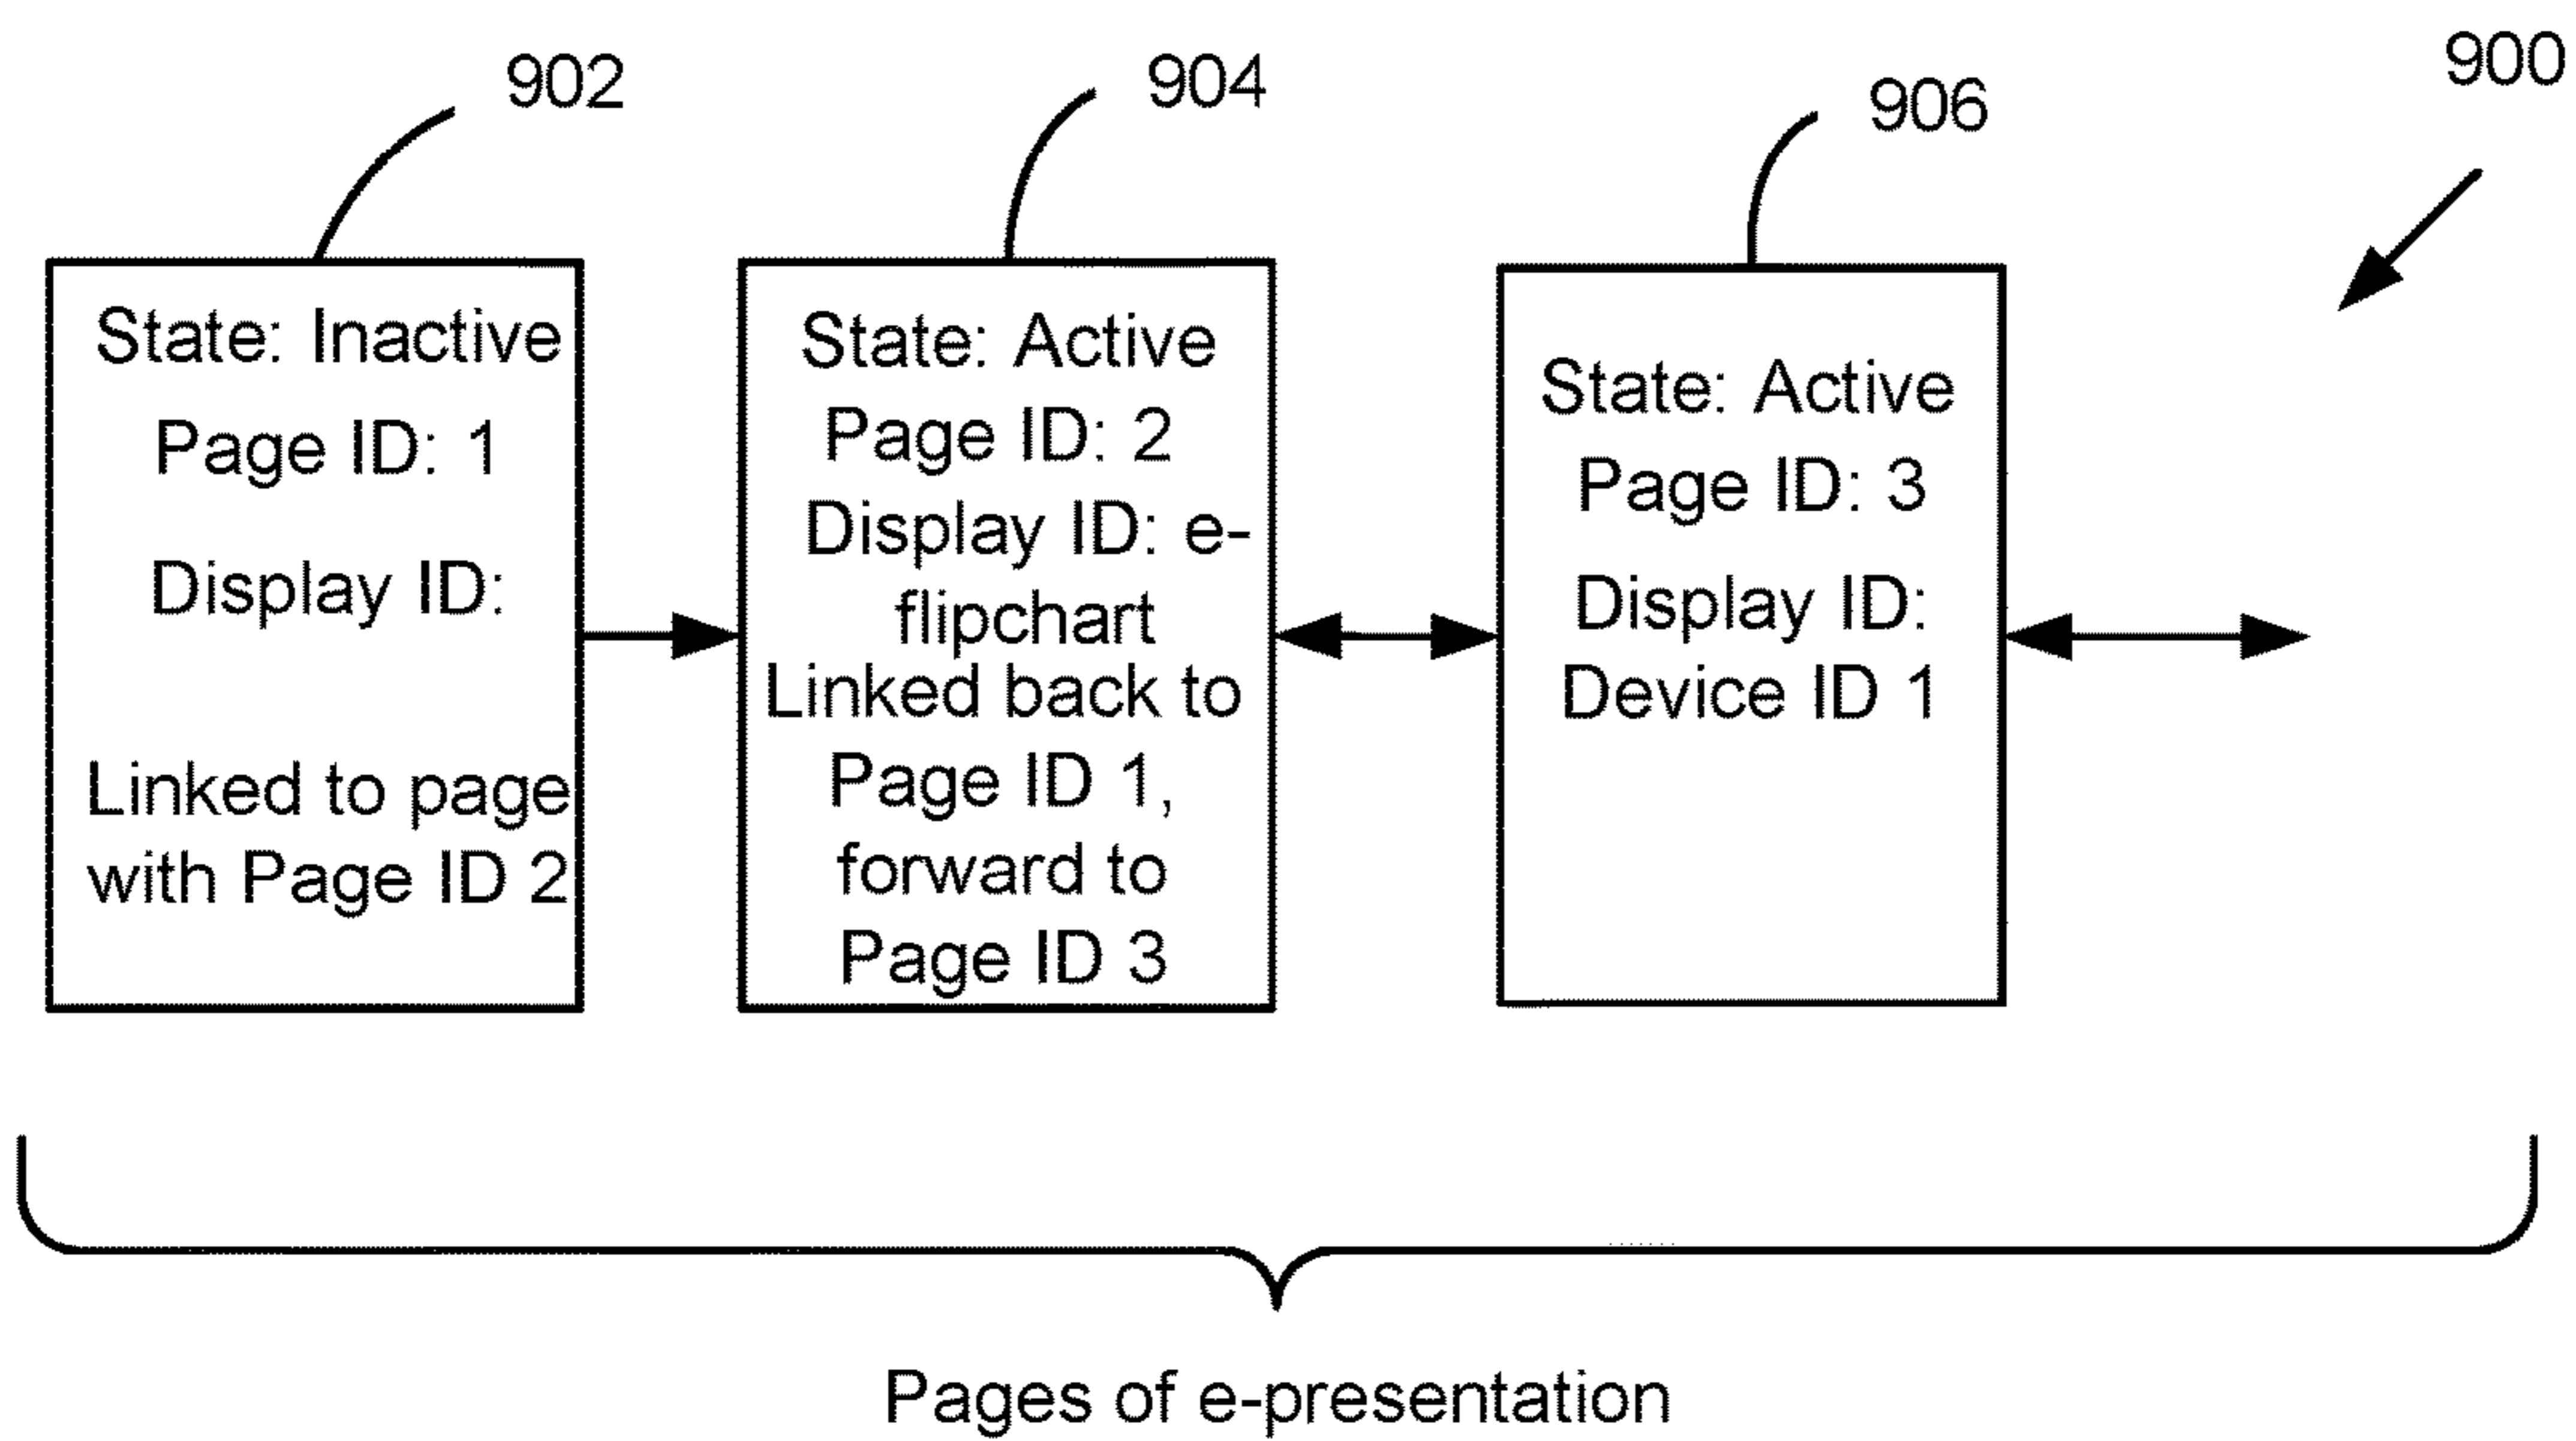 902
904
906
900
State: Inactive
Page ID: 1
Display ID:
Linked to page
with Page ID 2
State: Active
Page ID: 2
Display ID: e-
flipchart
Linked back to
Page ID 1,
forward to
Page ID 3
State: Active
Page ID: 3
Display ID:
Device ID 1
Pages of e-presentation